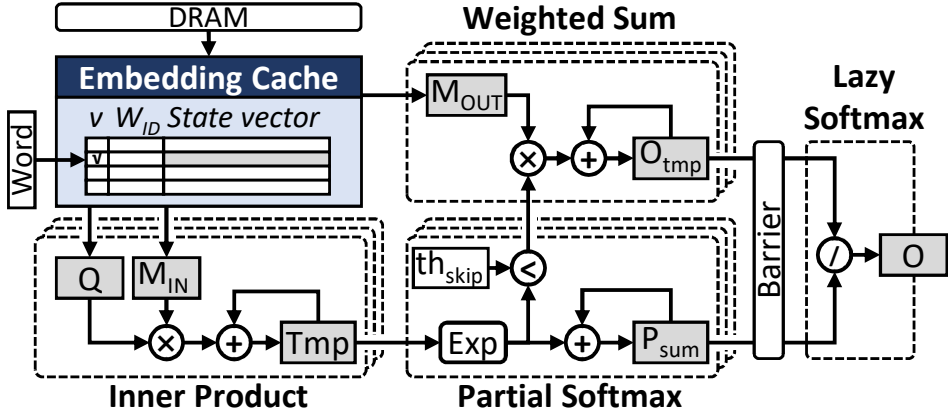 DRAM
Weighted Sum
Embedding Cache
v W_ID State vector
Word
v
M_OUT
×
+
O_tmp
Lazy
Softmax
Barrier
/
O
Q
M_IN
×
+
Tmp
th_skip
<
Exp
+
P_sum
Inner Product
Partial Softmax